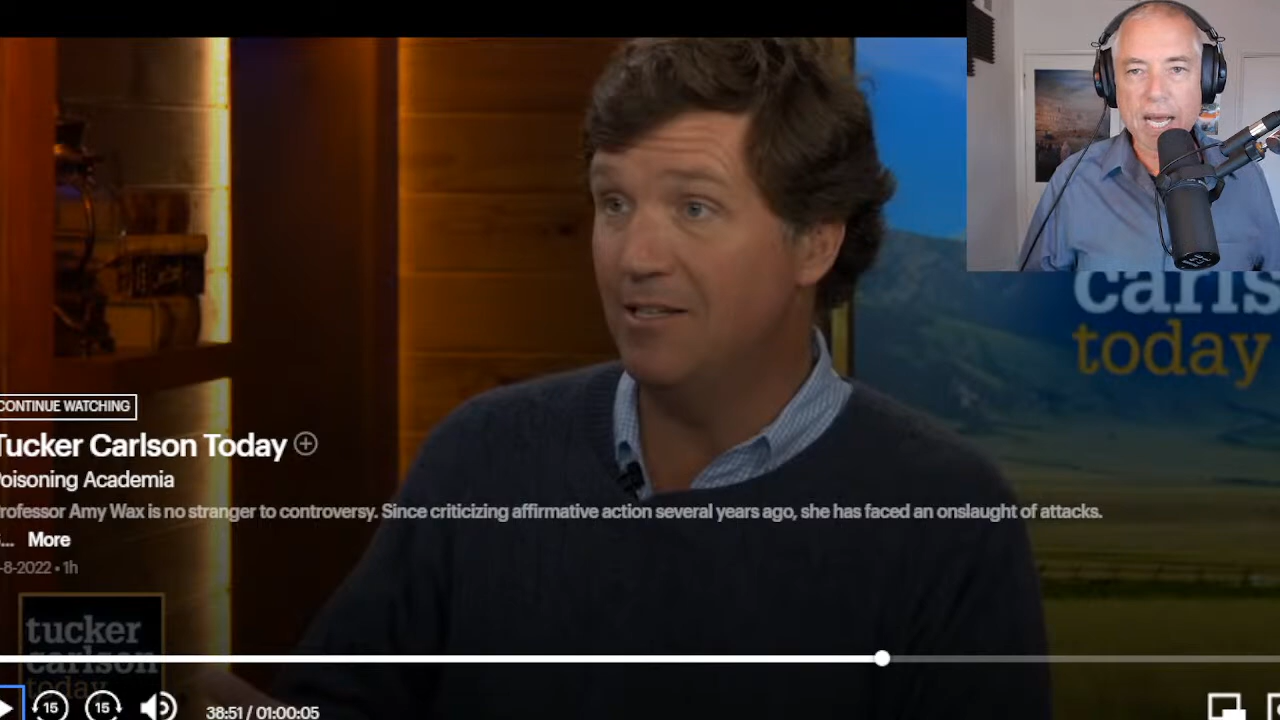 carls
today
CONTINUE WATCHING
Tucker Carlson Today
Poisoning Academia
rofessor Amy Wax is no stranger to controversy. Since criticizing affirmative action several years ago, she has faced an onslaught of attacks.
... More
-8-2022 • 1h
tucker
carlson
today
15 15 38:51 / 01:00:05